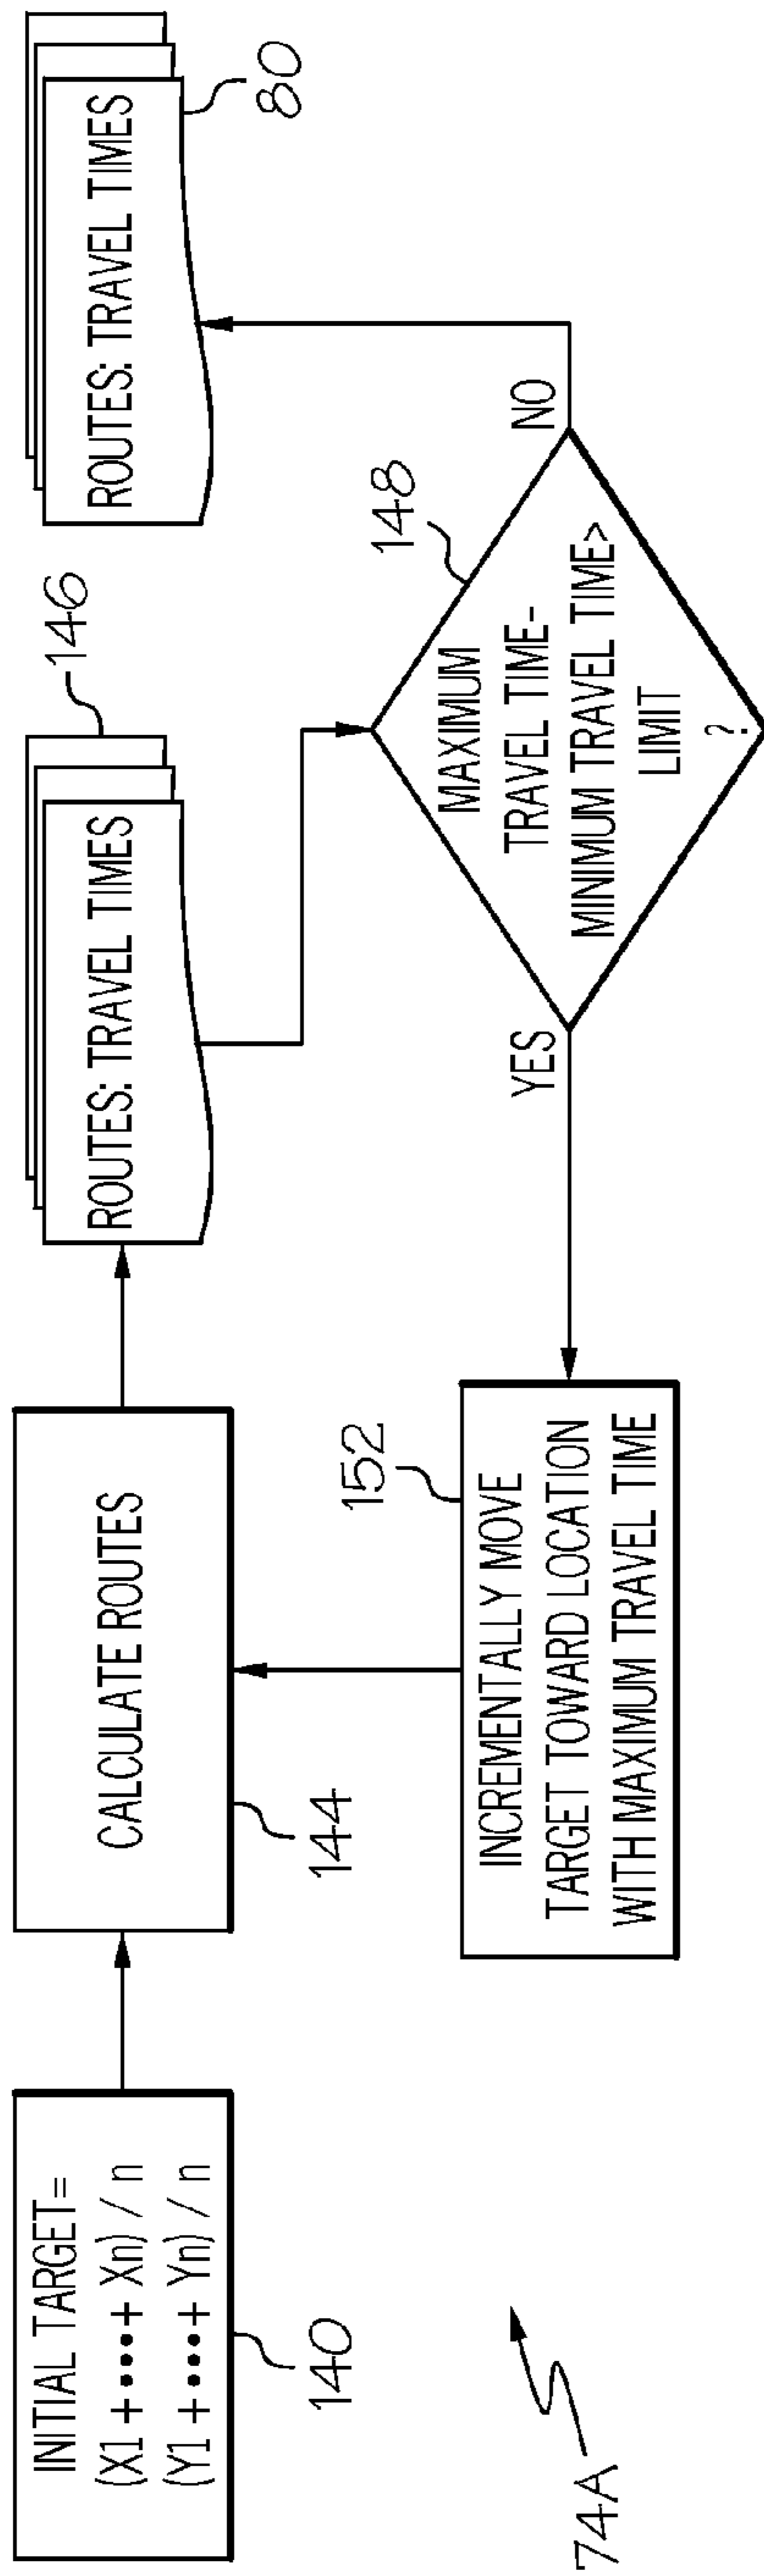 INITIAL TARGET=
(X1 + ••• + Xn) / n
(Y1 + ••• + Yn) / n
140
CALCULATE ROUTES
144
ROUTES: TRAVEL TIMES
146
ROUTES: TRAVEL TIMES
80
INCREMENTALLY MOVE
TARGET TOWARD LOCATION
WITH MAXIMUM TRAVEL TIME
152
YES
MAXIMUM
TRAVEL TIME-
MINIMUM TRAVEL TIME>
LIMIT
?
148
NO
74A